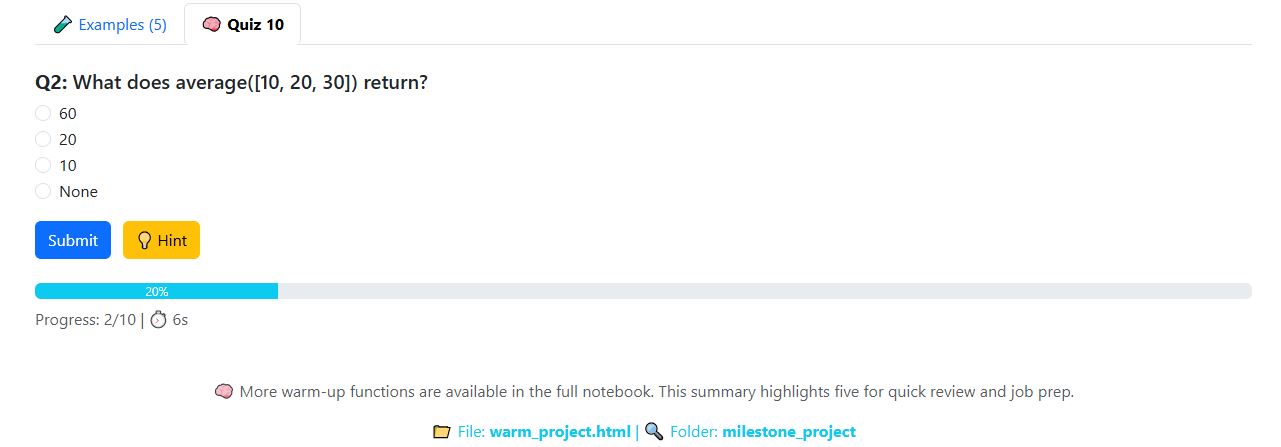 🧪 Examples (5) 🧠 Quiz 10
Q2: What does average([10, 20, 30]) return?
60
20
10
None
Submit 💡 Hint
20%
Progress: 2/10 | ⏱ 6s
🧠 More warm-up functions are available in the full notebook. This summary highlights five for quick review and job prep.
📁 File: warm_project.html | 🔍 Folder: milestone_project